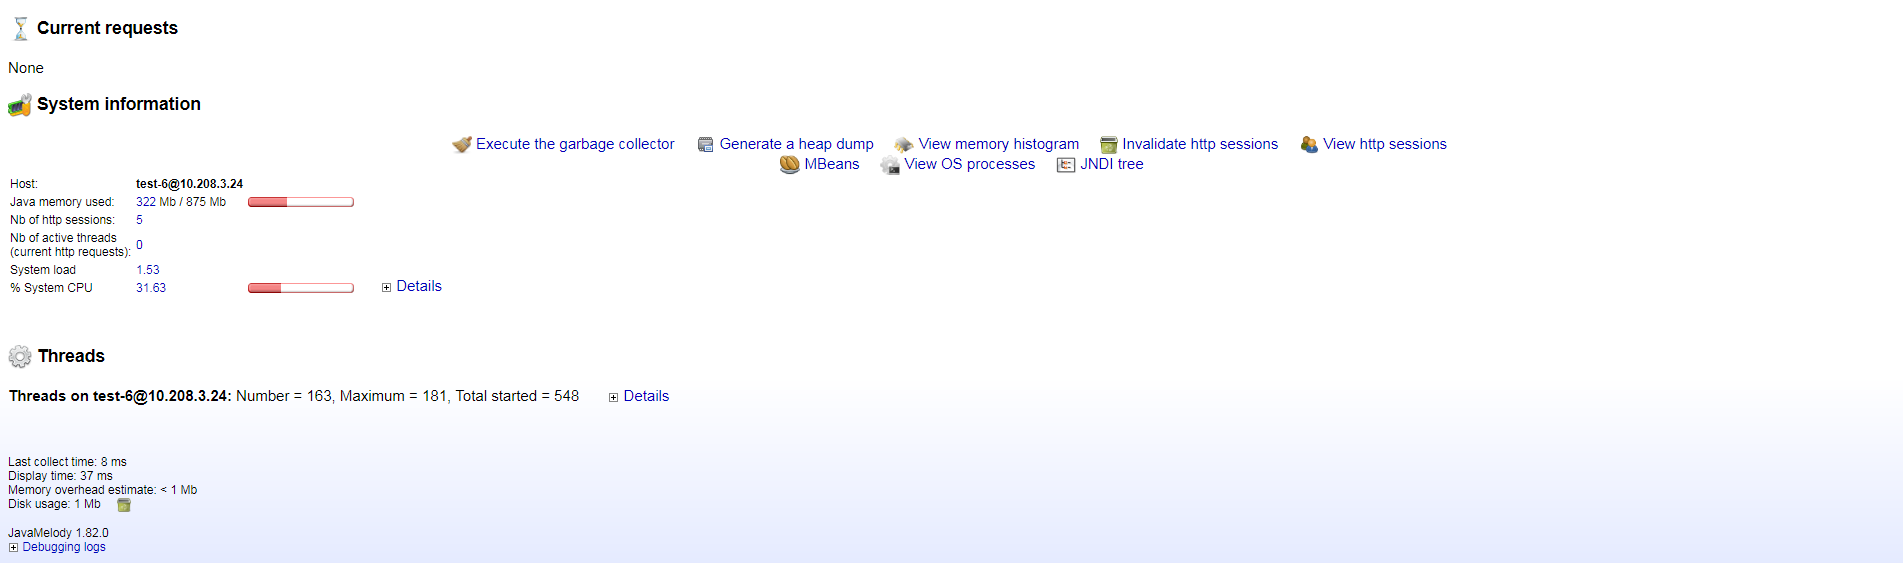 Current requests
None
System information
Execute the garbage collector Generate a heap dump View memory histogram Invalidate http sessions View http sessions
MBeans View OS processes JNDI tree
Host: test-6@10.208.3.24
Java memory used: 322 Mb / 875 Mb
Nb of http sessions: 5
Nb of active threads
(current http requests): 0
System load 1.53
% System CPU 31.63 Details
Threads
Threads on test-6@10.208.3.24: Number = 163, Maximum = 181, Total started = 548 Details
Last collect time: 8 ms
Display time: 37 ms
Memory overhead estimate: < 1 Mb
Disk usage: 1 Mb
JavaMelody 1.82.0
Debugging logs